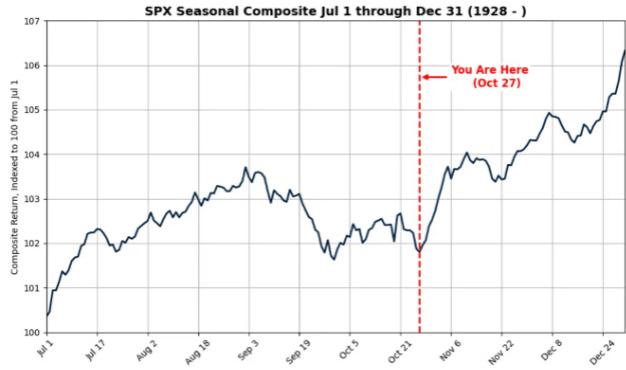 SPX Seasonal Composite Jul 1 through Dec 31 (1928 - )
Composite Return, Indexed to 100 from Jul 1
107
106
105
104
103
102
101
100
You Are Here
(Oct 27)
Jul 1
Jul 17
Aug 2
Aug 18
Sep 3
Sep 19
Oct 5
Oct 21
Nov 6
Nov 22
Dec 8
Dec 24